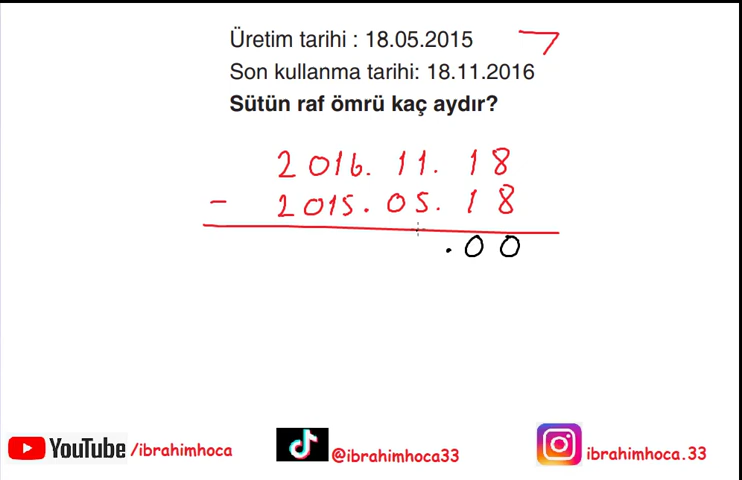 Üretim tarihi : 18.05.2015
Son kullanma tarihi: 18.11.2016
Sütün raf ömrü kaç aydır?
2016.11.18
- 2015.05.18
.00
YouTube /ibrahimhoca
@ibrahimhoca33
ibrahimhoca.33